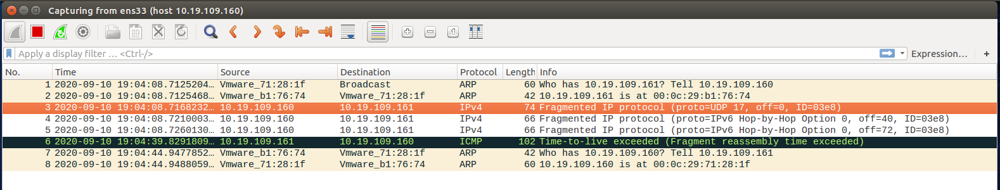 Capturing from ens33 (host 10.19.109.160)
Apply a display filter … <Ctrl-/>
Expression…
+
No. Time Source Destination Protocol Length Info
1 2020-09-10 19:04:08.7125204… Vmware_71:28:1f Broadcast ARP 60 Who has 10.19.109.161? Tell 10.19.109.160
2 2020-09-10 19:04:08.7125468… Vmware_b1:76:74 Vmware_71:28:1f ARP 42 10.19.109.161 is at 00:0c:29:b1:76:74
3 2020-09-10 19:04:08.7168232… 10.19.109.160 10.19.109.161 IPv4 74 Fragmented IP protocol (proto=UDP 17, off=0, ID=03e8)
4 2020-09-10 19:04:08.7210003… 10.19.109.160 10.19.109.161 IPv4 66 Fragmented IP protocol (proto=IPv6 Hop-by-Hop Option 0, off=40, ID=03e8)
5 2020-09-10 19:04:08.7260130… 10.19.109.160 10.19.109.161 IPv4 66 Fragmented IP protocol (proto=IPv6 Hop-by-Hop Option 0, off=72, ID=03e8)
6 2020-09-10 19:04:39.8291809… 10.19.109.161 10.19.109.160 ICMP 102 Time-to-live exceeded (Fragment reassembly time exceeded)
7 2020-09-10 19:04:44.9477852… Vmware_b1:76:74 Vmware_71:28:1f ARP 42 Who has 10.19.109.160? Tell 10.19.109.161
8 2020-09-10 19:04:44.9488059… Vmware_71:28:1f Vmware_b1:76:74 ARP 60 10.19.109.160 is at 00:0c:29:71:28:1f